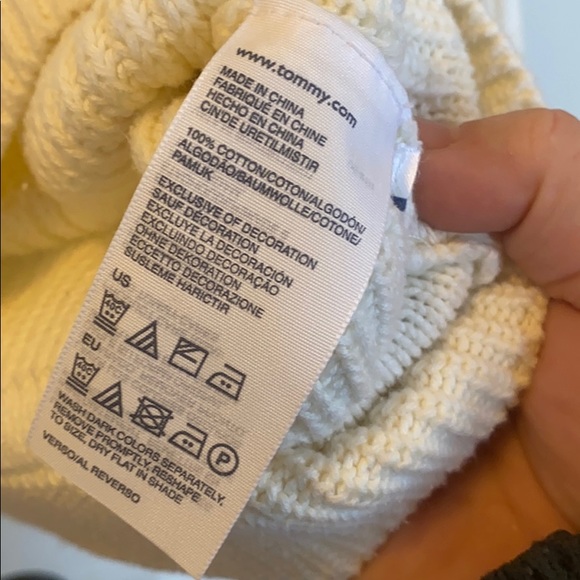 www.tommy.com
MADE IN CHINA
FABRIQUE EN CHINE
HECHO EN CHINA
CIN DE URETILMISTIR
100% COTTON/COTON/ALGODÓN/
ALGODÃO/BAUMWOLLE/COTONE/
PAMUK
EXCLUSIVE OF DECORATION
SAUF DECORATION
EXCLUYE LA DECORACIÓN
EXCLUINDO DECORAÇÃO
OHNE DEKORATION
ECCETTO DECORAZIONE
SUSLEME HARICTIR
US
EU
P
WASH DARK COLORS SEPARATELY,
REMOVE PROMPTLY. RESHAPE
TO SIZE. DRY FLAT IN SHADE
VERSO/AL REVERSO